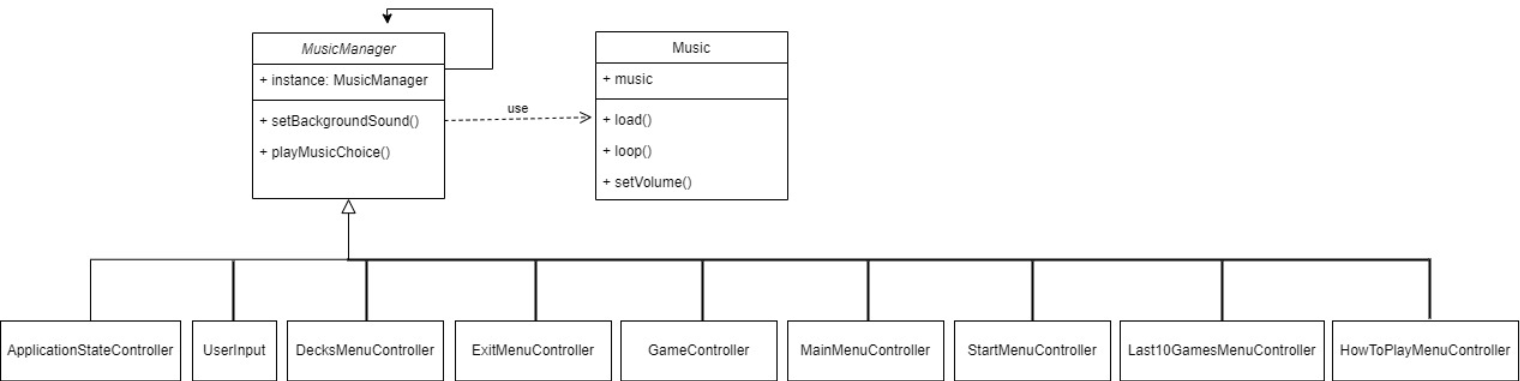 MusicManager
+ instance: MusicManager
+ setBackgroundSound()
+ playMusicChoice()
use
Music
+ music
+ load()
+ loop()
+ setVolume()
ApplicationStateController
UserInput
DecksMenuController
ExitMenuController
GameController
MainMenuController
StartMenuController
Last10GamesMenuController
HowToPlayMenuController